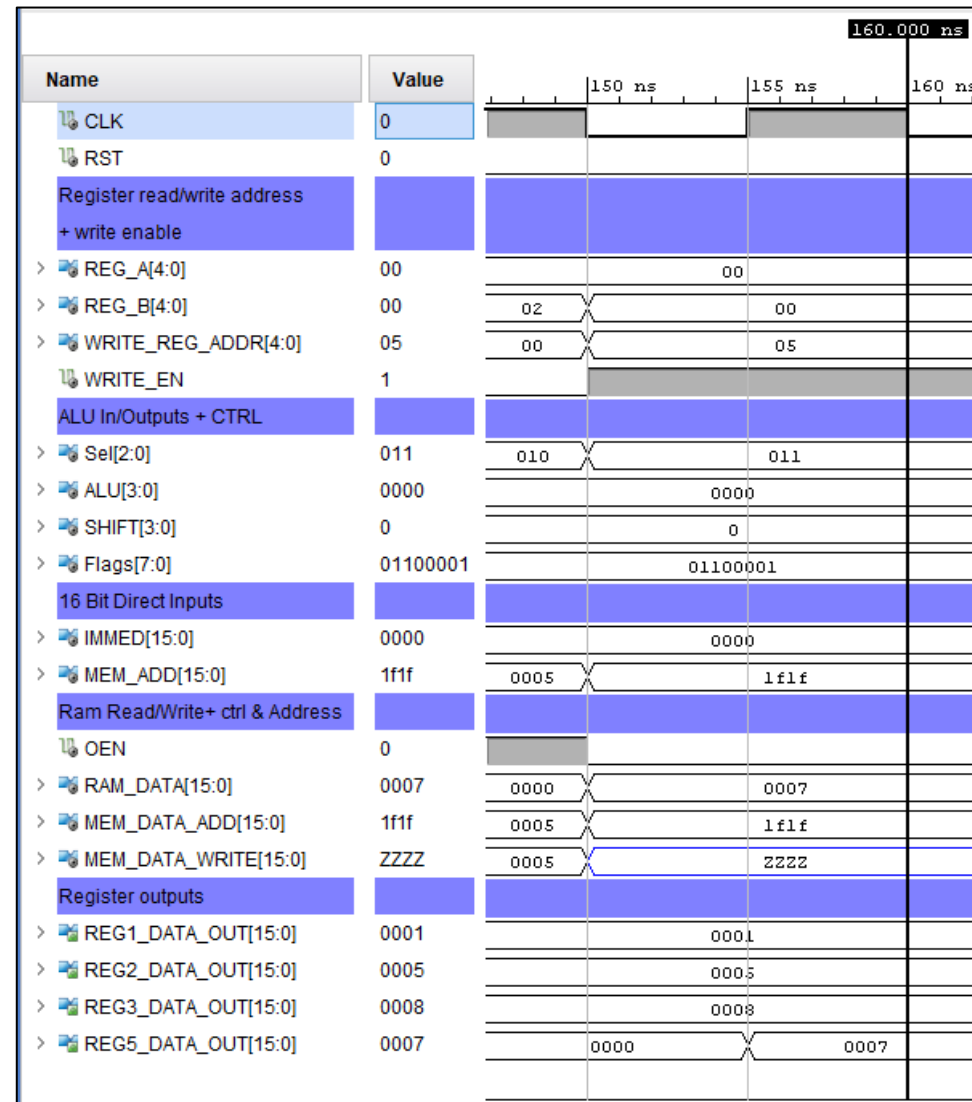 160.000 ns
Name Value 150 ns 155 ns 160 ns
CLK 0
RST 0
Register read/write address
+ write enable
> REG_A[4:0] 00 00
> REG_B[4:0] 00 02 00
> WRITE_REG_ADDR[4:0] 05 00 05
WRITE_EN 1
ALU In/Outputs + CTRL
> Sel[2:0] 011 010 011
> ALU[3:0] 0000 0000
> SHIFT[3:0] 0 0
> Flags[7:0] 01100001 01100001
16 Bit Direct Inputs
> IMMED[15:0] 0000 0000
> MEM_ADD[15:0] 1f1f 0005 1f1f
Ram Read/Write+ ctrl & Address
OEN 0
> RAM_DATA[15:0] 0007 0000 0007
> MEM_DATA_ADD[15:0] 1f1f 0005 1f1f
> MEM_DATA_WRITE[15:0] ZZZZ 0005 ZZZZ
Register outputs
> REG1_DATA_OUT[15:0] 0001 0001
> REG2_DATA_OUT[15:0] 0005 0005
> REG3_DATA_OUT[15:0] 0008 0008
> REG5_DATA_OUT[15:0] 0007 0000 0007